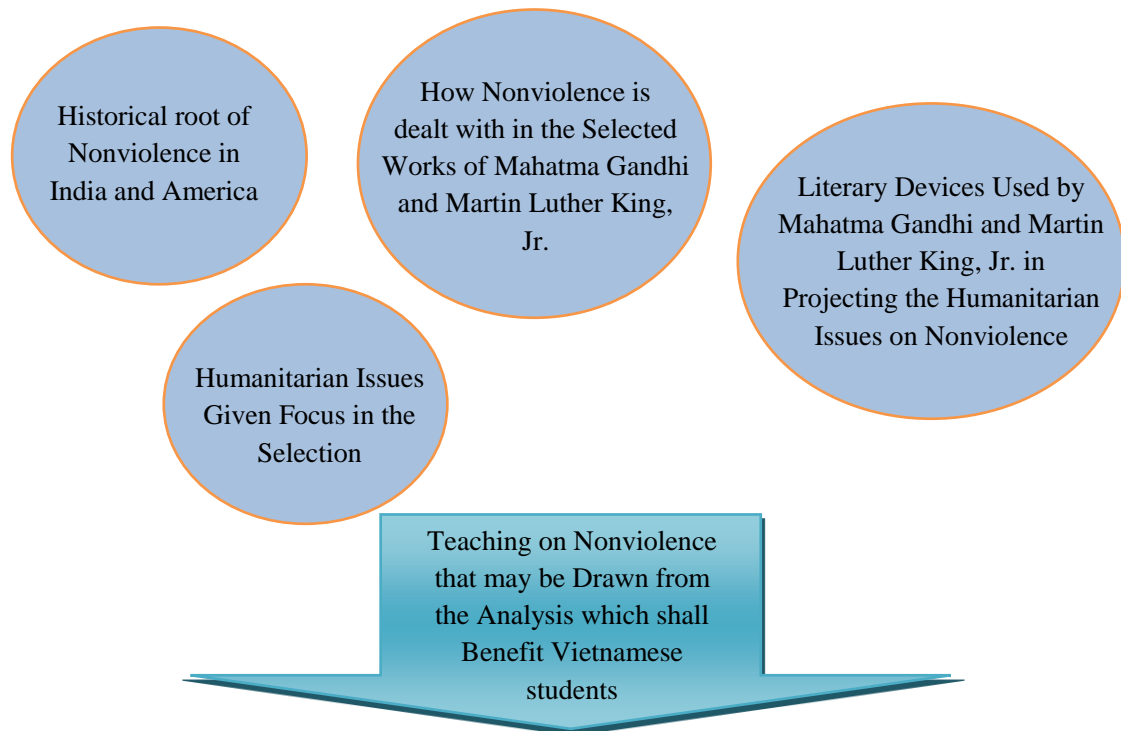 Historical root of
Nonviolence in
India and America
How Nonviolence is
dealt with in the Selected
Works of Mahatma Gandhi
and Martin Luther King,
Jr.
Literary Devices Used by
Mahatma Gandhi and Martin
Luther King, Jr. in
Projecting the Humanitarian
Issues on Nonviolence
Humanitarian Issues
Given Focus in the
Selection
Teaching on Nonviolence
that may be Drawn from
the Analysis which shall
Benefit Vietnamese
students